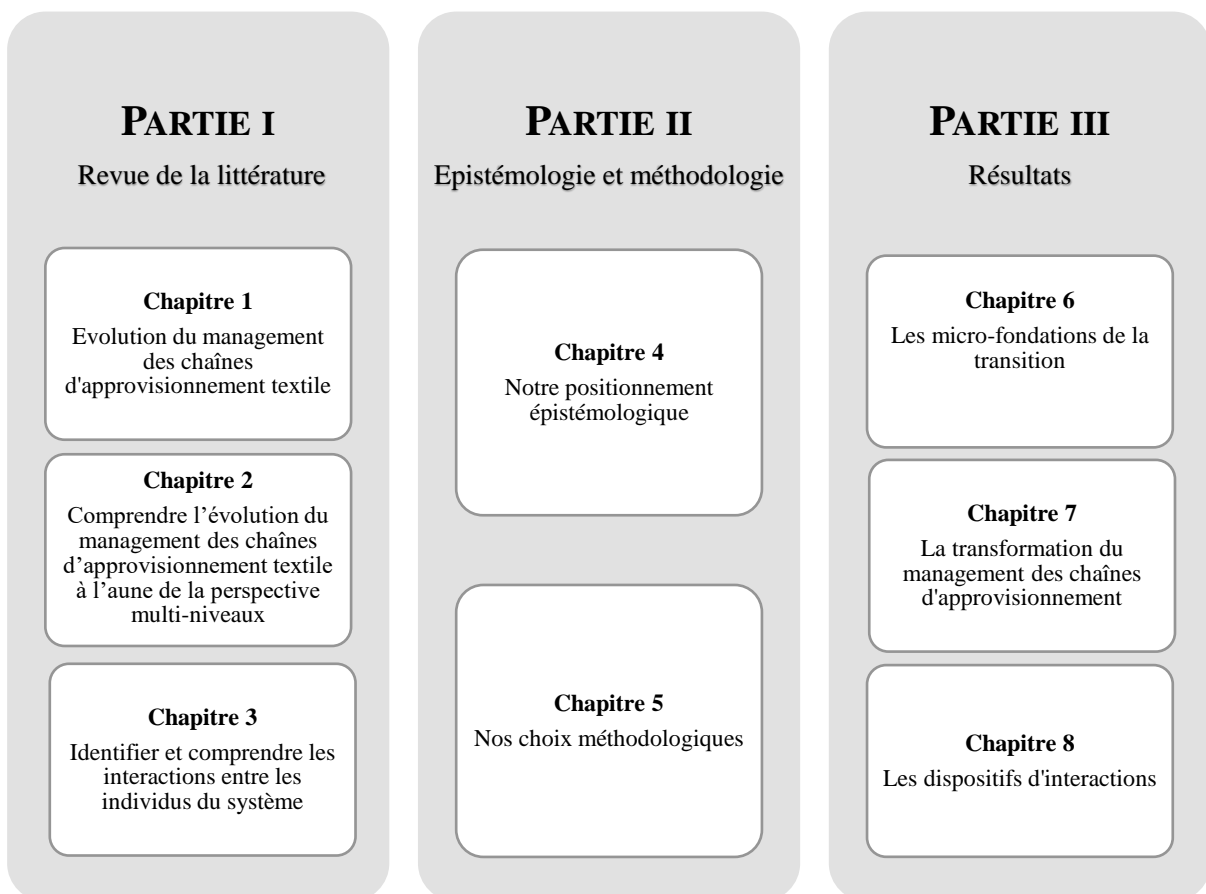 PARTIE I
Revue de la littérature
Chapitre 1
Evolution du management
des chaînes
d'approvisionnement textile
Chapitre 2
Comprendre l’évolution du
management des chaînes
d’approvisionnement textile
à l’aune de la perspective
multi-niveaux
Chapitre 3
Identifier et comprendre les
interactions entre les
individus du système
PARTIE II
Epistémologie et méthodologie
Chapitre 4
Notre positionnement
épistémologique
Chapitre 5
Nos choix méthodologiques
PARTIE III
Résultats
Chapitre 6
Les micro-fondations de la
transition
Chapitre 7
La transformation du
management des chaînes
d'approvisionnement
Chapitre 8
Les dispositifs d'interactions